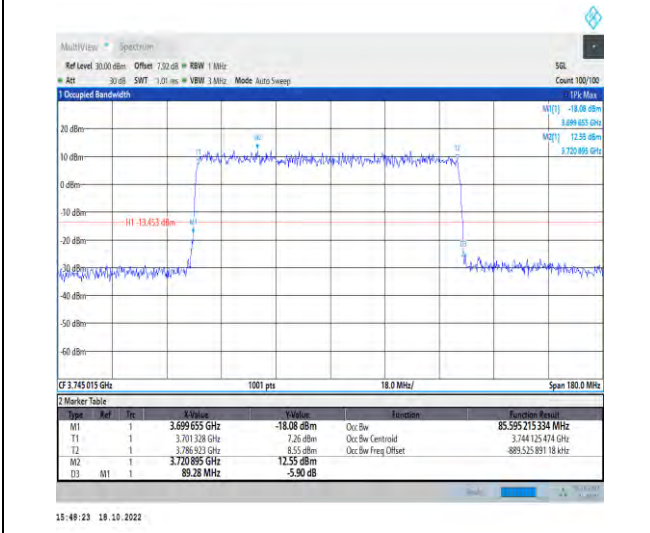 MultiView Spectrum
Ref Level 30.00 dBm Offset 7.92 dB RBW 1 MHz SGL
Att 30 dB SWT 1.01 ms VBW 3 MHz Mode Auto Sweep Count 100/100
1 Occupied Bandwidth 1Pk Max
M1[1] -18.08 dBm
3.699 655 GHz
20 dBm M2[1] 12.55 dBm
3.720 895 GHz
M2
T1 T2
10 dBm
0 dBm
-10 dBm
H1 -13.453 dBm M1
-20 dBm
D3
-30 dBm
-40 dBm
-50 dBm
-60 dBm
CF 3.745 015 GHz 1001 pts 18.0 MHz/ Span 180.0 MHz
2 Marker Table
Type Ref Trc X-Value Y-Value Function Function Result
M1 1 3.699 655 GHz -18.08 dBm Occ Bw 85.595 215 334 MHz
T1 1 3.701 328 GHz 7.26 dBm Occ Bw Centroid 3.744 125 474 GHz
T2 1 3.786 923 GHz 8.55 dBm Occ Bw Freq Offset -889.525 891 18 kHz
M2 1 3.720 895 GHz 12.55 dBm
D3 M1 1 89.28 MHz -5.90 dB
15:48:23 18.10.2022